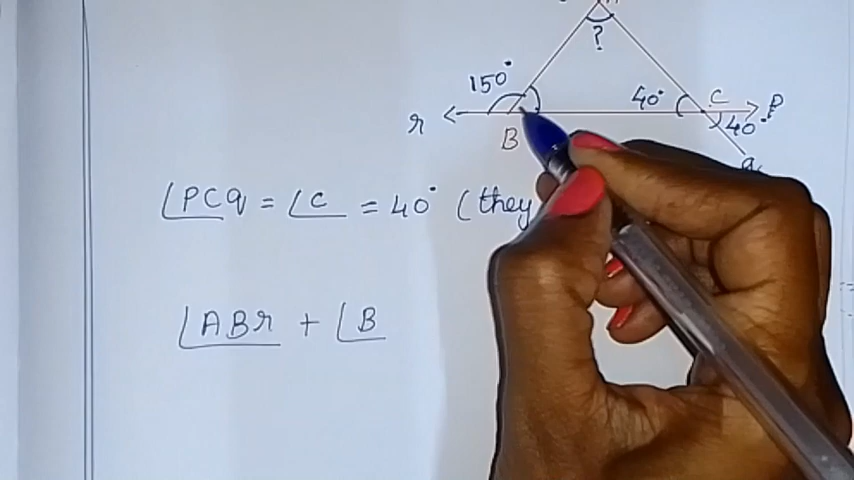 ?
150°
40° C P
r 40°
B q
∠PCq = ∠C = 40° (they
∠ABr + ∠B